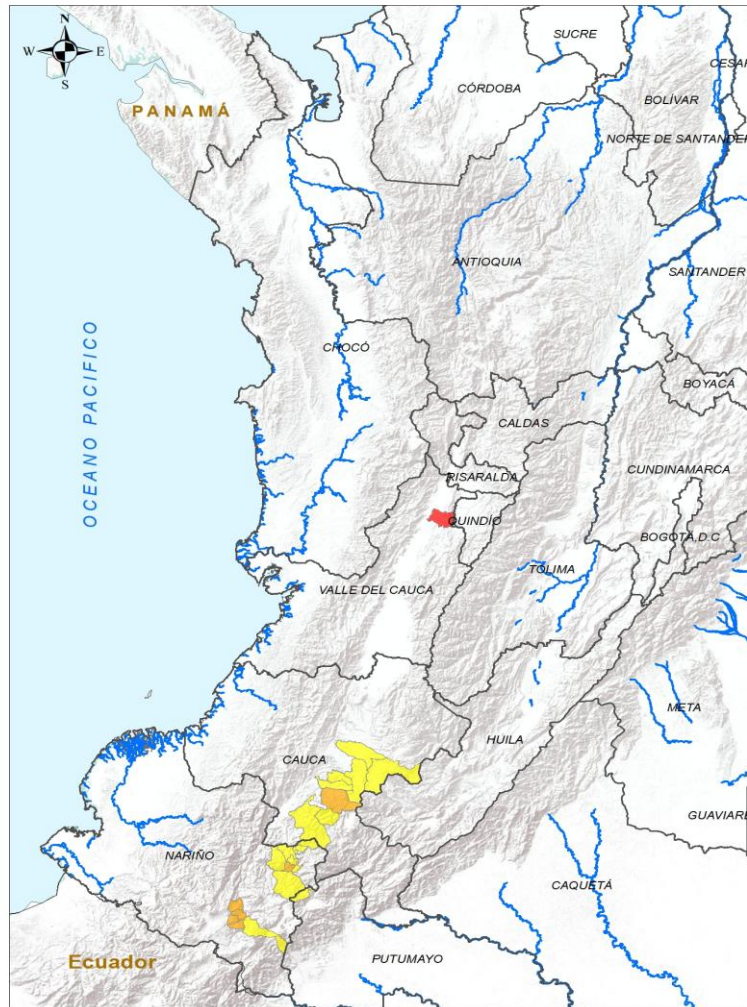 N
W E
S
SUCRE
CESAR
CÓRDOBA
BOLÍVAR
PANAMÁ
NORTE DE SANTANDER
ANTIOQUIA
SANTANDER
OCEANO PACIFICO
CHOCÓ
BOYACÁ
CALDAS
CUNDINAMARCA
RISARALDA
QUINDÍO
BOGOTÁ,D.C
TOLIMA
VALLE DEL CAUCA
META
HUILA
CAUCA
GUAVIARE
NARIÑO
CAQUETÁ
Ecuador
PUTUMAYO